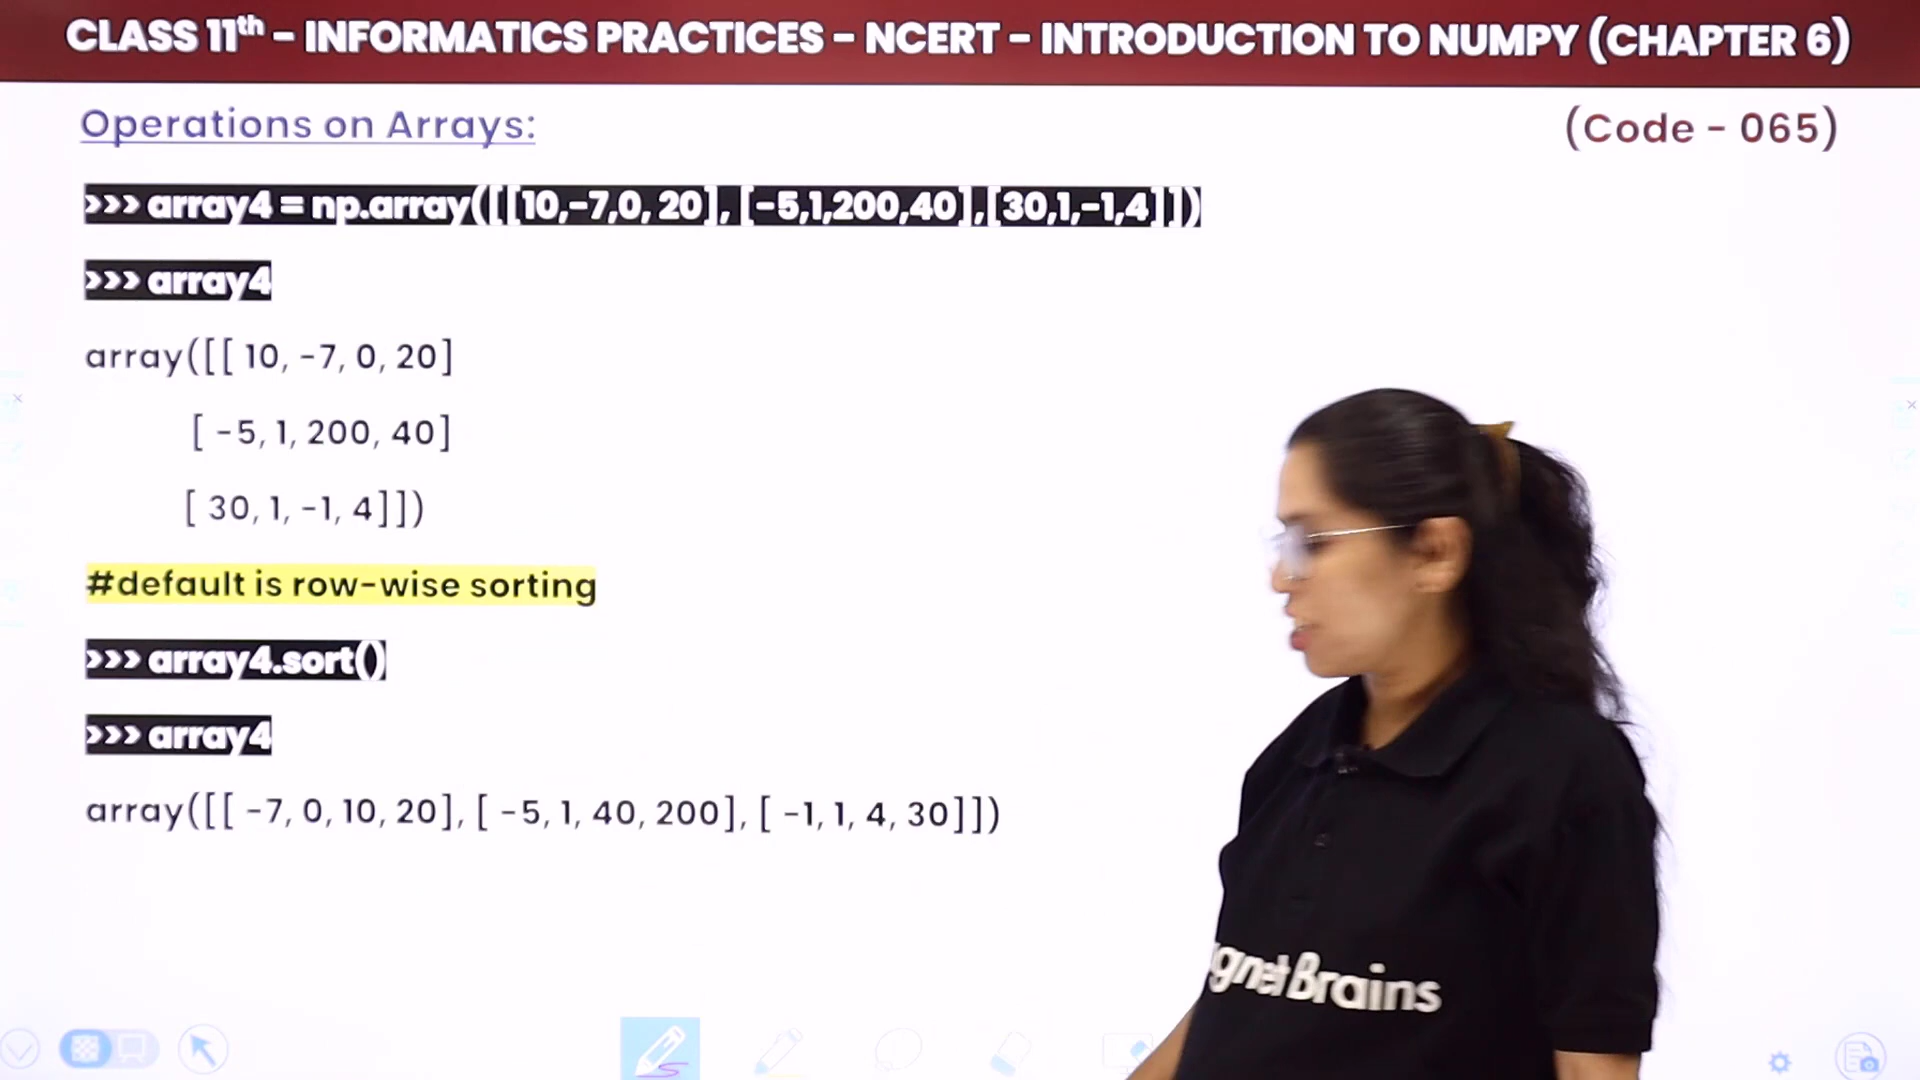 CLASS 11th - INFORMATICS PRACTICES - NCERT - INTRODUCTION TO NUMPY (CHAPTER 6)
Operations on Arrays:
(Code - 065)
>>> array4 = np.array([[10,-7,0, 20], [-5,1,200,40],[30,1,-1,4]])
>>> array4
array([[ 10, -7, 0, 20]
[ -5, 1, 200, 40]
[ 30, 1, -1, 4]])
#default is row-wise sorting
>>> array4.sort()
>>> array4
array([[ -7, 0, 10, 20], [ -5, 1, 40, 200], [ -1, 1, 4, 30]])
Brains